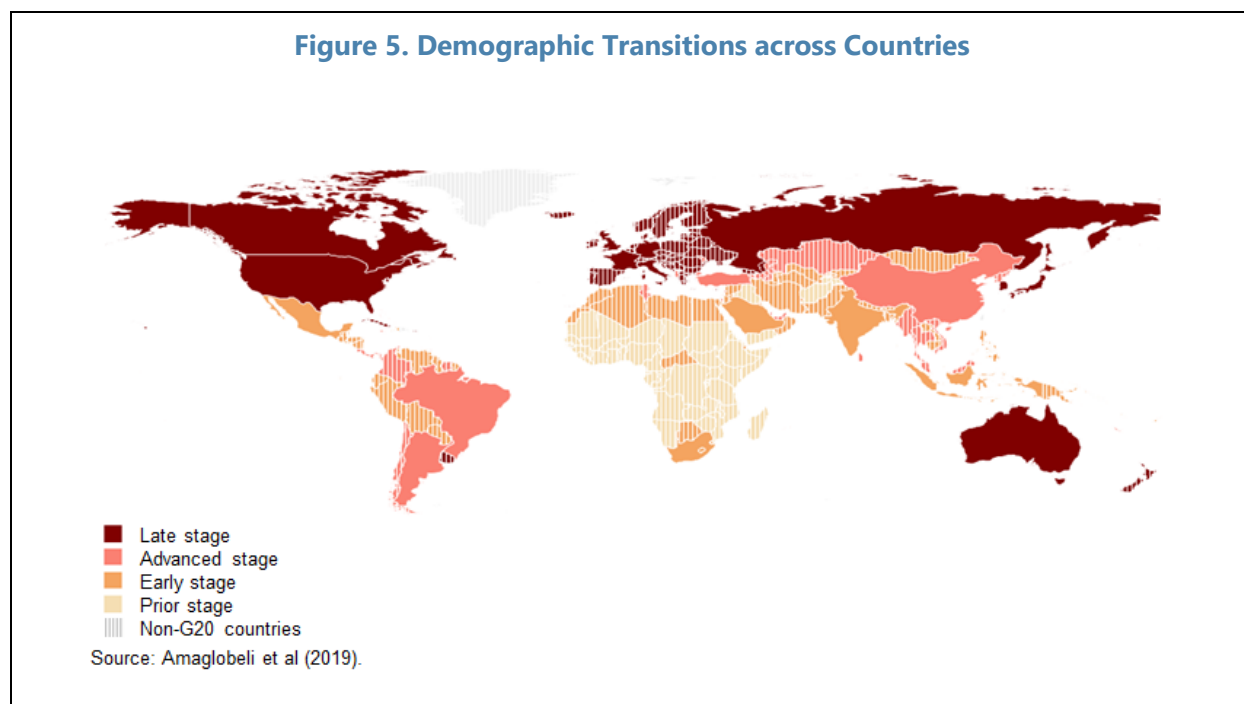 Figure 5. Demographic Transitions across Countries
Late stage
Advanced stage
Early stage
Prior stage
Non-G20 countries
Source: Amaglobeli et al (2019).